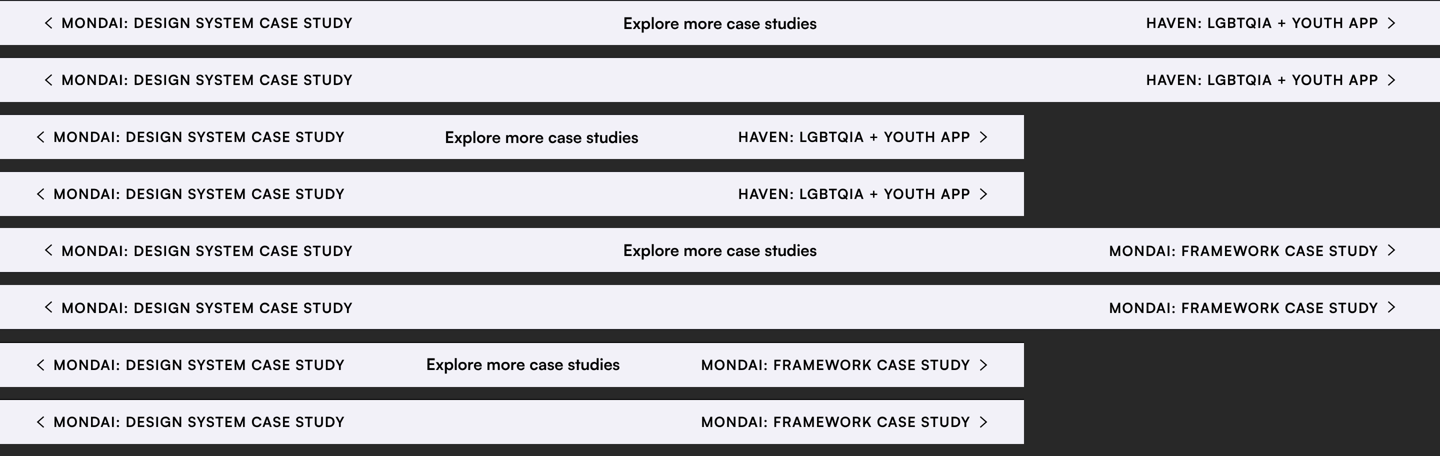 MONDAI: DESIGN SYSTEM CASE STUDY Explore more case studies HAVEN: LGBTQIA + YOUTH APP
MONDAI: DESIGN SYSTEM CASE STUDY HAVEN: LGBTQIA + YOUTH APP
MONDAI: DESIGN SYSTEM CASE STUDY Explore more case studies HAVEN: LGBTQIA + YOUTH APP
MONDAI: DESIGN SYSTEM CASE STUDY HAVEN: LGBTQIA + YOUTH APP
MONDAI: DESIGN SYSTEM CASE STUDY Explore more case studies MONDAI: FRAMEWORK CASE STUDY
MONDAI: DESIGN SYSTEM CASE STUDY MONDAI: FRAMEWORK CASE STUDY
MONDAI: DESIGN SYSTEM CASE STUDY Explore more case studies MONDAI: FRAMEWORK CASE STUDY
MONDAI: DESIGN SYSTEM CASE STUDY MONDAI: FRAMEWORK CASE STUDY